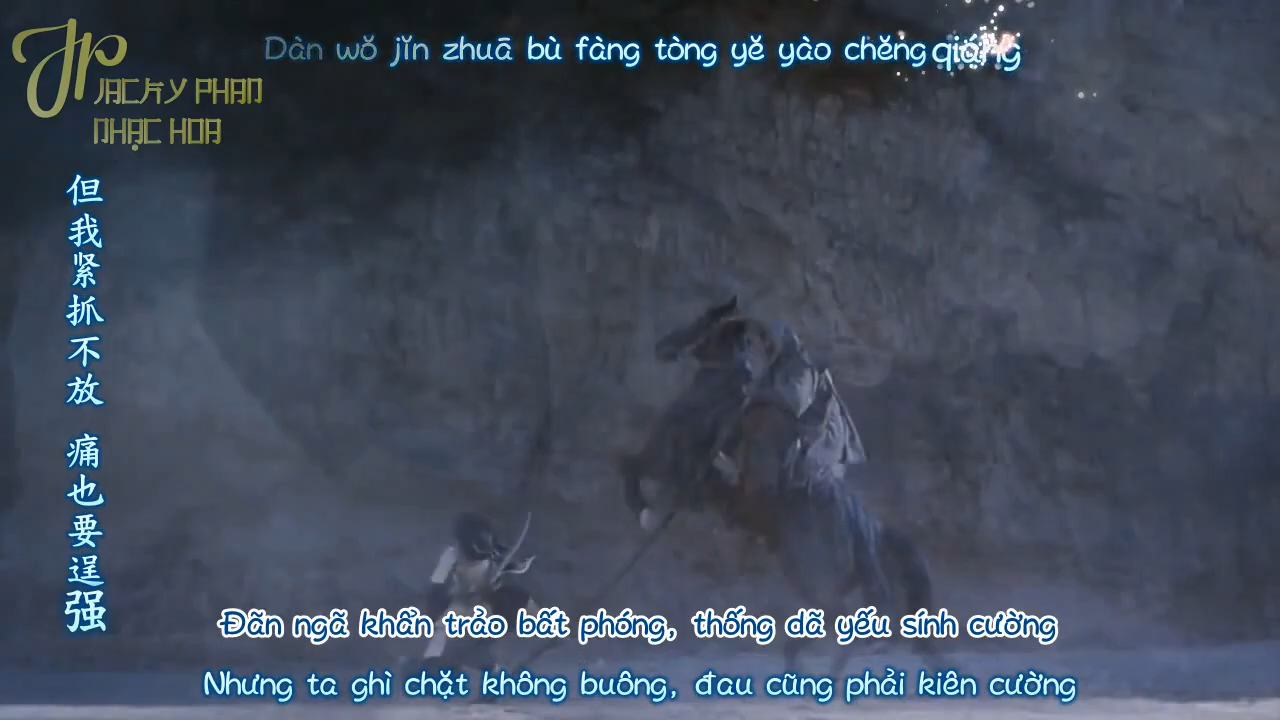 Dàn wǒ jǐn zhuā bù fàng tòng yě yào chěng qiáng
JP
JACKY PHAN
NHẠC HOA
但我紧抓不放 痛也要逞强
Đãn ngã khẩn trảo bất phóng, thống dã yếu sính cường
Nhưng ta ghì chặt không buông, đau cũng phải kiên cường